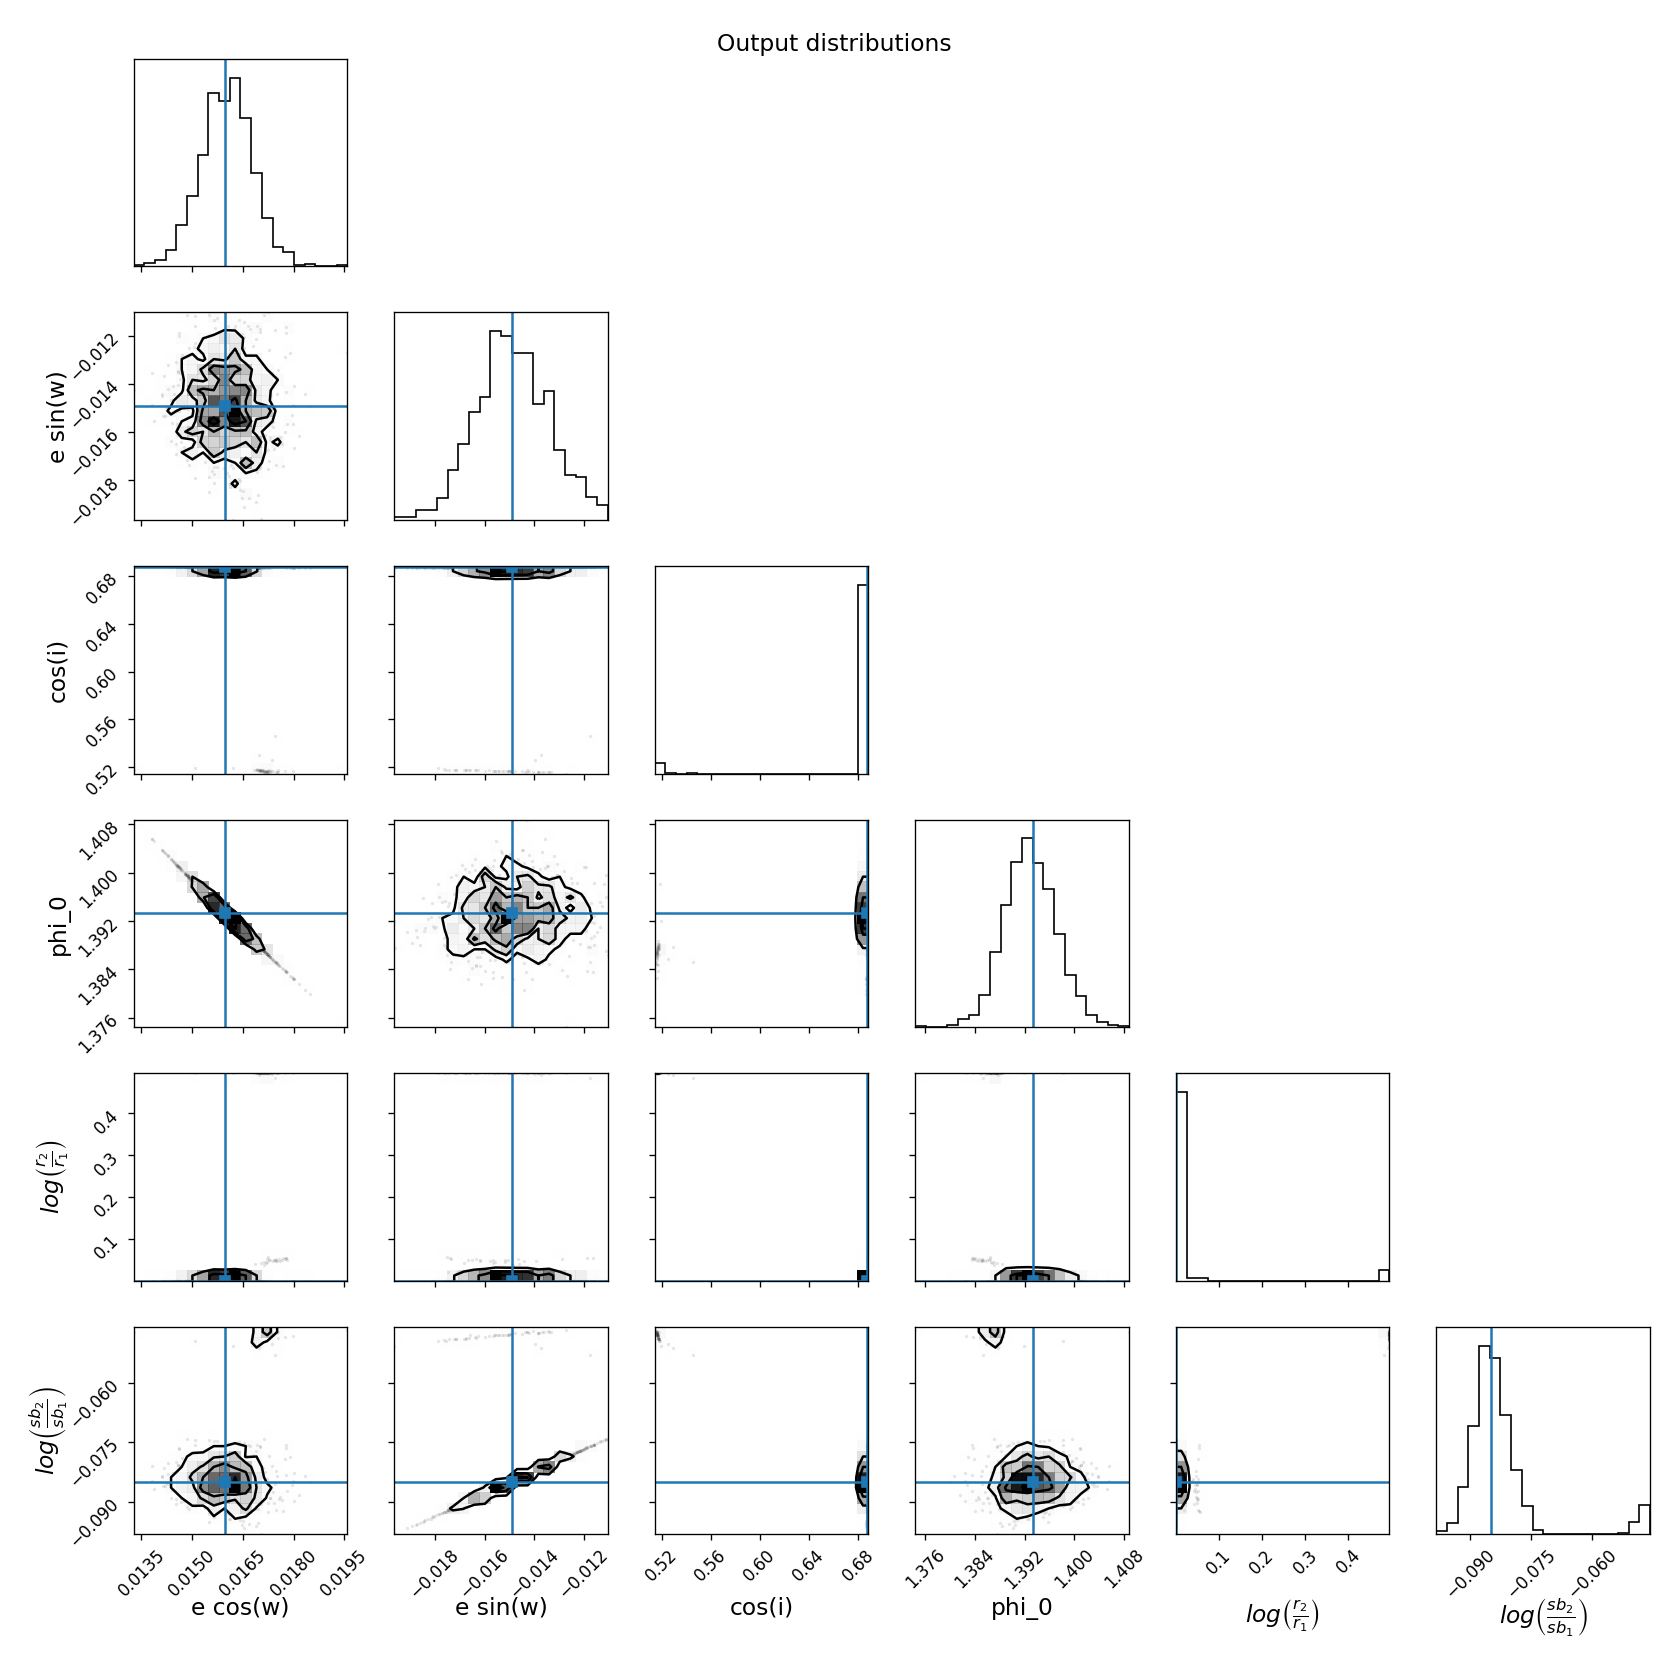 Output distributions
e sin(w)
−0.012
−0.014
−0.016
−0.018
cos(i)
0.68
0.64
0.60
0.56
0.52
phi_0
1.408
1.400
1.392
1.384
1.376
log(r₂/r₁)
0.4
0.3
0.2
0.1
log(sb₂/sb₁)
−0.060
−0.075
−0.090
0.0135 0.0150 0.0165 0.0180 0.0195
−0.018 −0.016 −0.014 −0.012
0.52 0.56 0.60 0.64 0.68
1.376 1.384 1.392 1.400 1.408
0.1 0.2 0.3 0.4
−0.090 −0.075 −0.060
e cos(w) e sin(w) cos(i) phi_0 log(r₂/r₁) log(sb₂/sb₁)